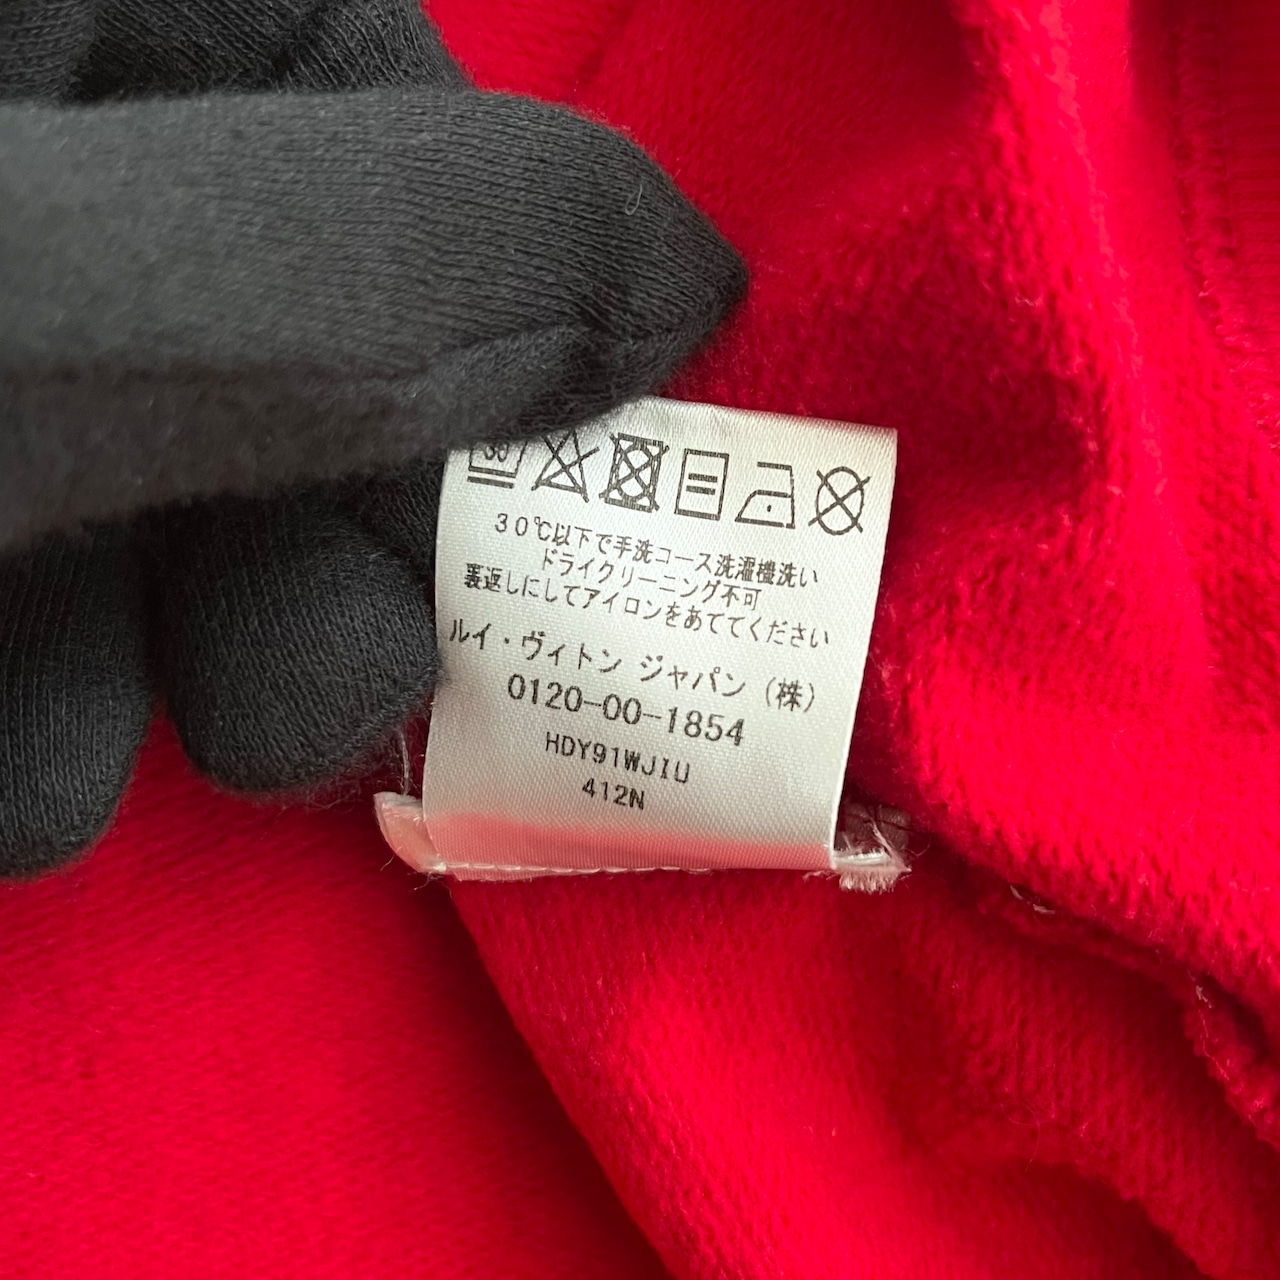 30
30℃以下で手洗コース洗濯機洗い
ドライクリーニング不可
裏返しにしてアイロンをあててください
ルイ・ヴィトン ジャパン (株)
0120-00-1854
HDY91WJIU
412N